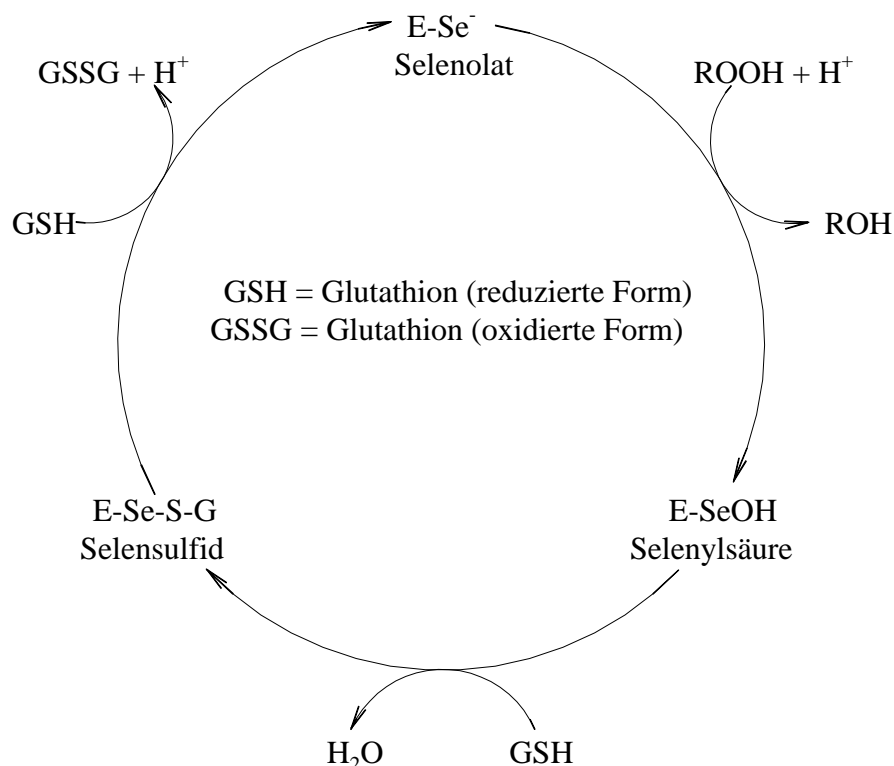 E-Se⁻
Selenolat
GSSG + H⁺
ROOH + H⁺
GSH
ROH
GSH = Glutathion (reduzierte Form)
GSSG = Glutathion (oxidierte Form)
E-Se-S-G
Selensulfid
E-SeOH
Selenylsäure
H₂O
GSH